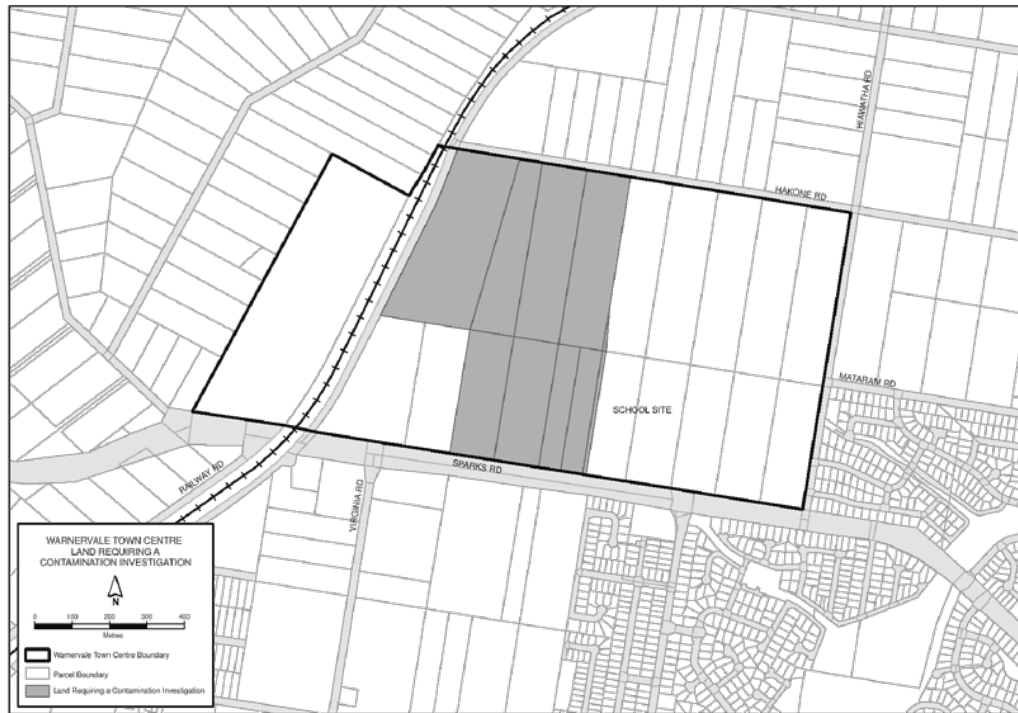 HIAWATHA RD
HAKONE RD
MATARAM RD
SCHOOL SITE
SPARKS RD
RAILWAY RD
VIRGINIA RD
WARNERVALE TOWN CENTRE
LAND REQUIRING A
CONTAMINATION INVESTIGATION
N
0 100 200 300 400
Metres
Warnervale Town Centre Boundary
Parcel Boundary
Land Requiring a Contamination Investigation